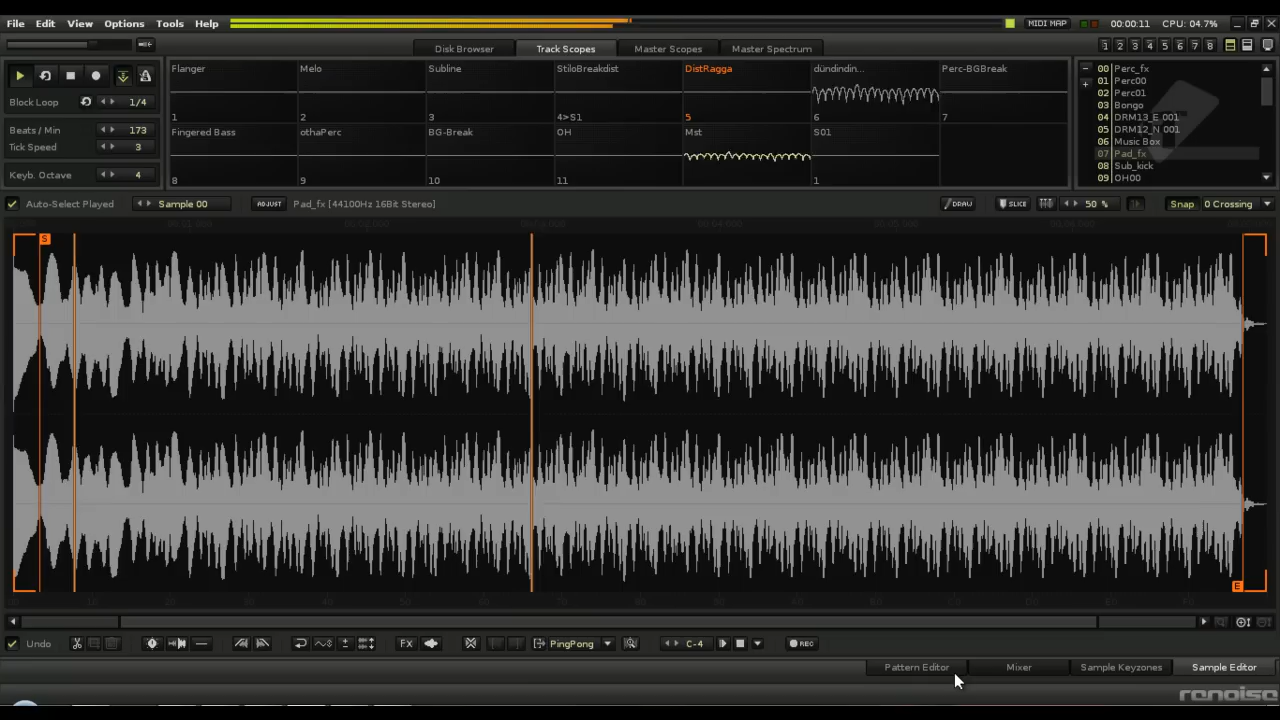 File Edit View Options Tools Help MIDI MAP 00:00:11 CPU: 04.7%
Disk Browser Track Scopes Master Scopes Master Spectrum 1 2 3 4 5 6 7 8
Flanger Melo Subline StiloBreakdist DistRagga dündindin... Perc-BGBreak
1 2 3 4>S1 5 6 7
Fingered Bass othaPerc BG-Break OH Mst S01
8 9 10 11 1
Block Loop 1/4
Beats / Min 173
Tick Speed 3
Keyb. Octave 4
00 Perc_fx
01 Perc00
02 Perc01
03 Bongo
04 DRM13_E_001
05 DRM12_N_001
06 Music Box
07 Pad_fx
08 Sub_kick
09 OH00
Auto-Select Played Sample 00 ADJUST Pad_fx [44100Hz 16Bit Stereo] DRAW SLICE 50 % Snap 0 Crossing
S
E
Undo FX PingPong C-4 REC
Pattern Editor Mixer Sample Keyzones Sample Editor
renoise